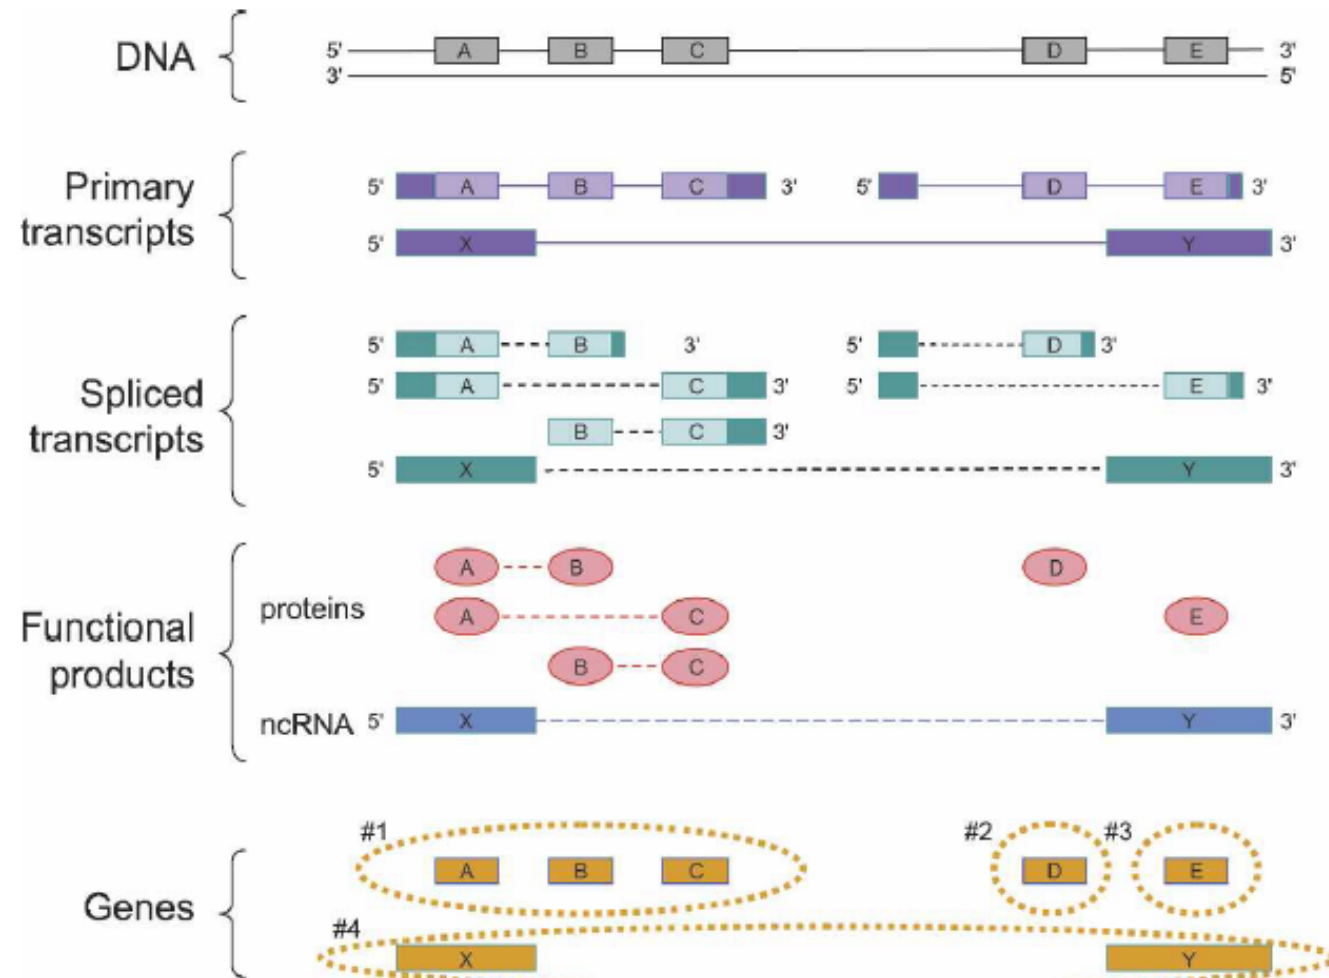 DNA
5' A B C D E 3'
3' 5'
Primary
transcripts
5' A B C 3' 5' D E 3'
5' X Y 3'
Spliced
transcripts
5' A B 3' 5' D 3'
5' A C 3' 5' E 3'
B C 3'
5' X Y 3'
Functional
products
proteins
A B D
A C E
B C
ncRNA 5' X Y 3'
Genes
#1 #2 #3
A B C D E
#4
X Y